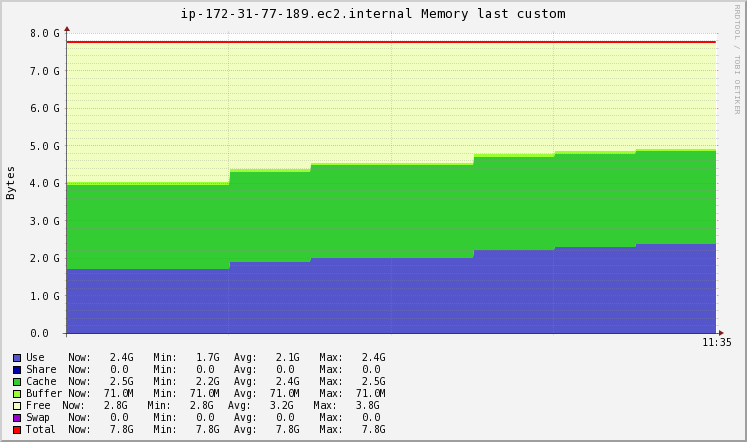 ip-172-31-77-189.ec2.internal Memory last custom
RRDTOOL / TOBI OETIKER
Bytes
8.0 G
7.0 G
6.0 G
5.0 G
4.0 G
3.0 G
2.0 G
1.0 G
0.0
11:35
Use Now: 2.4G Min: 1.7G Avg: 2.1G Max: 2.4G
Share Now: 0.0 Min: 0.0 Avg: 0.0 Max: 0.0
Cache Now: 2.5G Min: 2.2G Avg: 2.4G Max: 2.5G
Buffer Now: 71.0M Min: 71.0M Avg: 71.0M Max: 71.0M
Free Now: 2.8G Min: 2.8G Avg: 3.2G Max: 3.8G
Swap Now: 0.0 Min: 0.0 Avg: 0.0 Max: 0.0
Total Now: 7.8G Min: 7.8G Avg: 7.8G Max: 7.8G